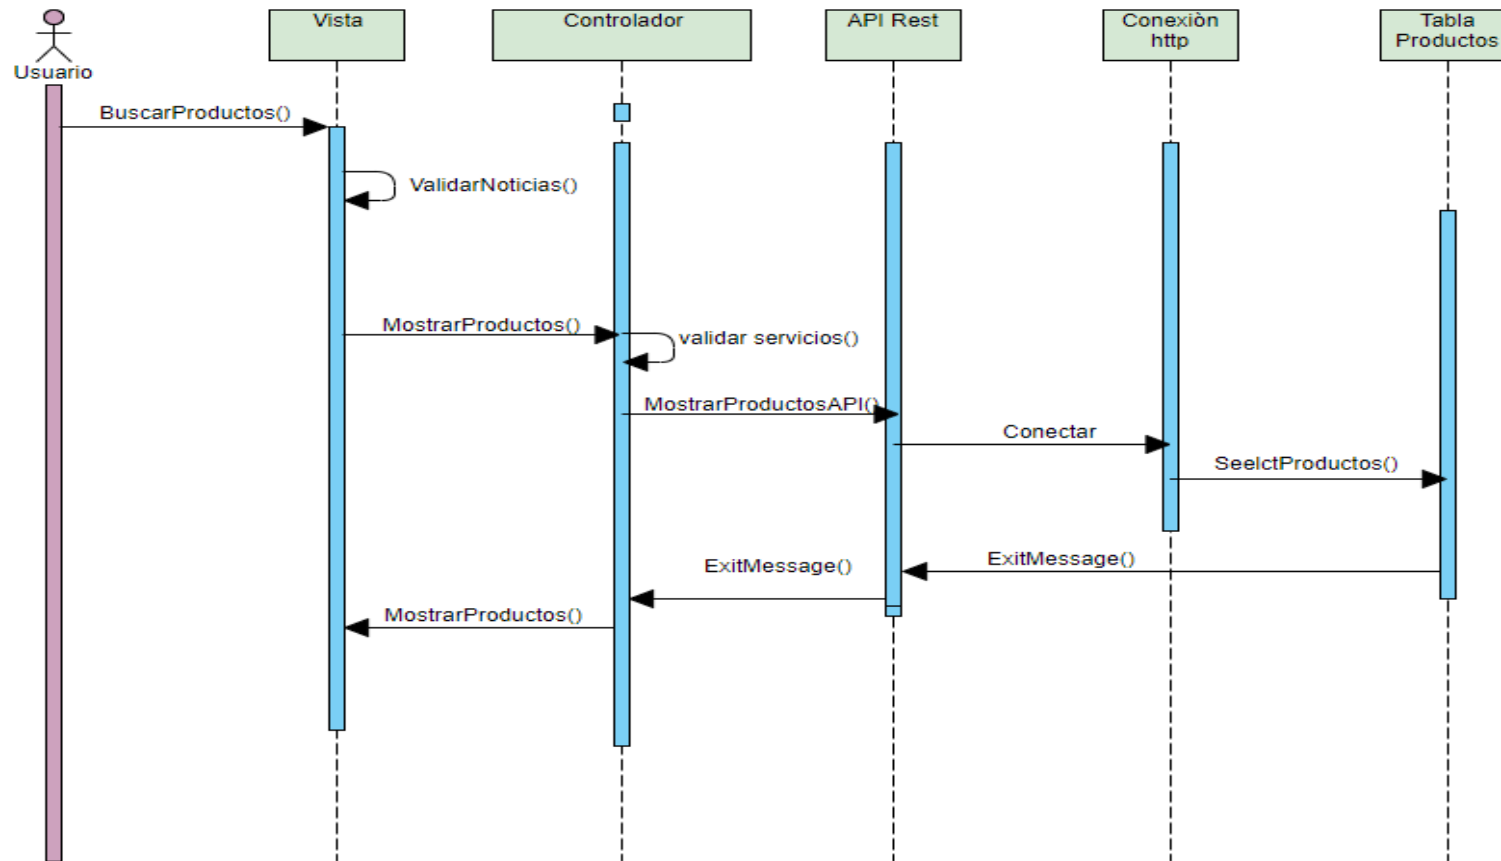 Vista
Controlador
API Rest
Conexiòn
http
Tabla
Productos
Usuario
BuscarProductos()
ValidarNoticias()
MostrarProductos()
validar servicios()
MostrarProductosAPI()
Conectar
SeelctProductos()
ExitMessage()
ExitMessage()
MostrarProductos()